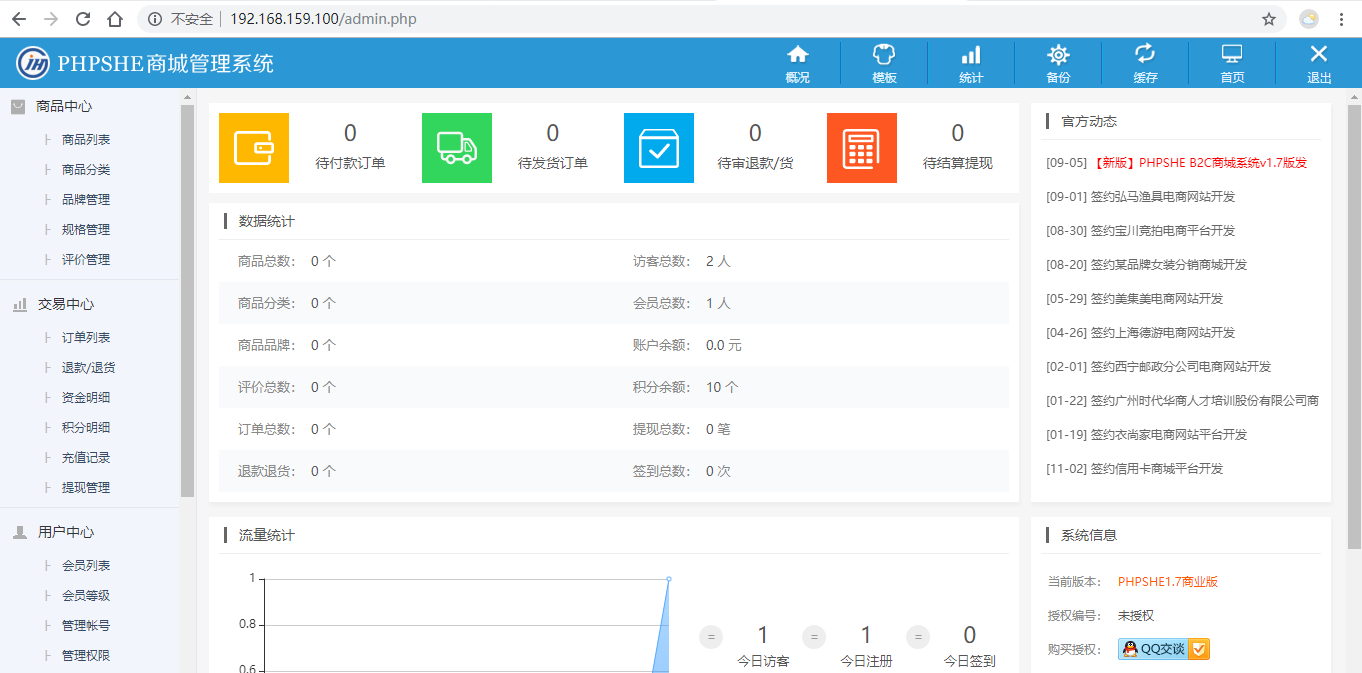 不安全 192.168.159.100/admin.php
JH PHPSHE商城管理系统
概况 模板 统计 备份 缓存 首页 退出
商品中心
商品列表
商品分类
品牌管理
规格管理
评价管理
交易中心
订单列表
退款/退货
资金明细
积分明细
充值记录
提现管理
用户中心
会员列表
会员等级
管理帐号
管理权限
0 待付款订单
0 待发货订单
0 待审退款/货
0 待结算提现
数据统计
商品总数: 0 个 访客总数: 2 人
商品分类: 0 个 会员总数: 1 人
商品品牌: 0 个 账户余额: 0.0 元
评价总数: 0 个 积分余额: 10 个
订单总数: 0 个 提现总数: 0 笔
退款退货: 0 个 签到总数: 0 次
流量统计
1
0.8
0.6
= 1 今日访客
= 1 今日注册
= 0 今日签到
官方动态
[09-05] 【新版】PHPSHE B2C商城系统v1.7版发
[09-01] 签约弘马渔具电商网站开发
[08-30] 签约宝川竞拍电商平台开发
[08-20] 签约某品牌女装分销商城开发
[05-29] 签约美集美电商网站开发
[04-26] 签约上海德游电商网站开发
[02-01] 签约西宁邮政分公司电商网站开发
[01-22] 签约广州时代华商人才培训股份有限公司商
[01-19] 签约衣尚家电商网站平台开发
[11-02] 签约信用卡商城平台开发
系统信息
当前版本: PHPSHE1.7商业版
授权编号: 未授权
购买授权: QQ交谈